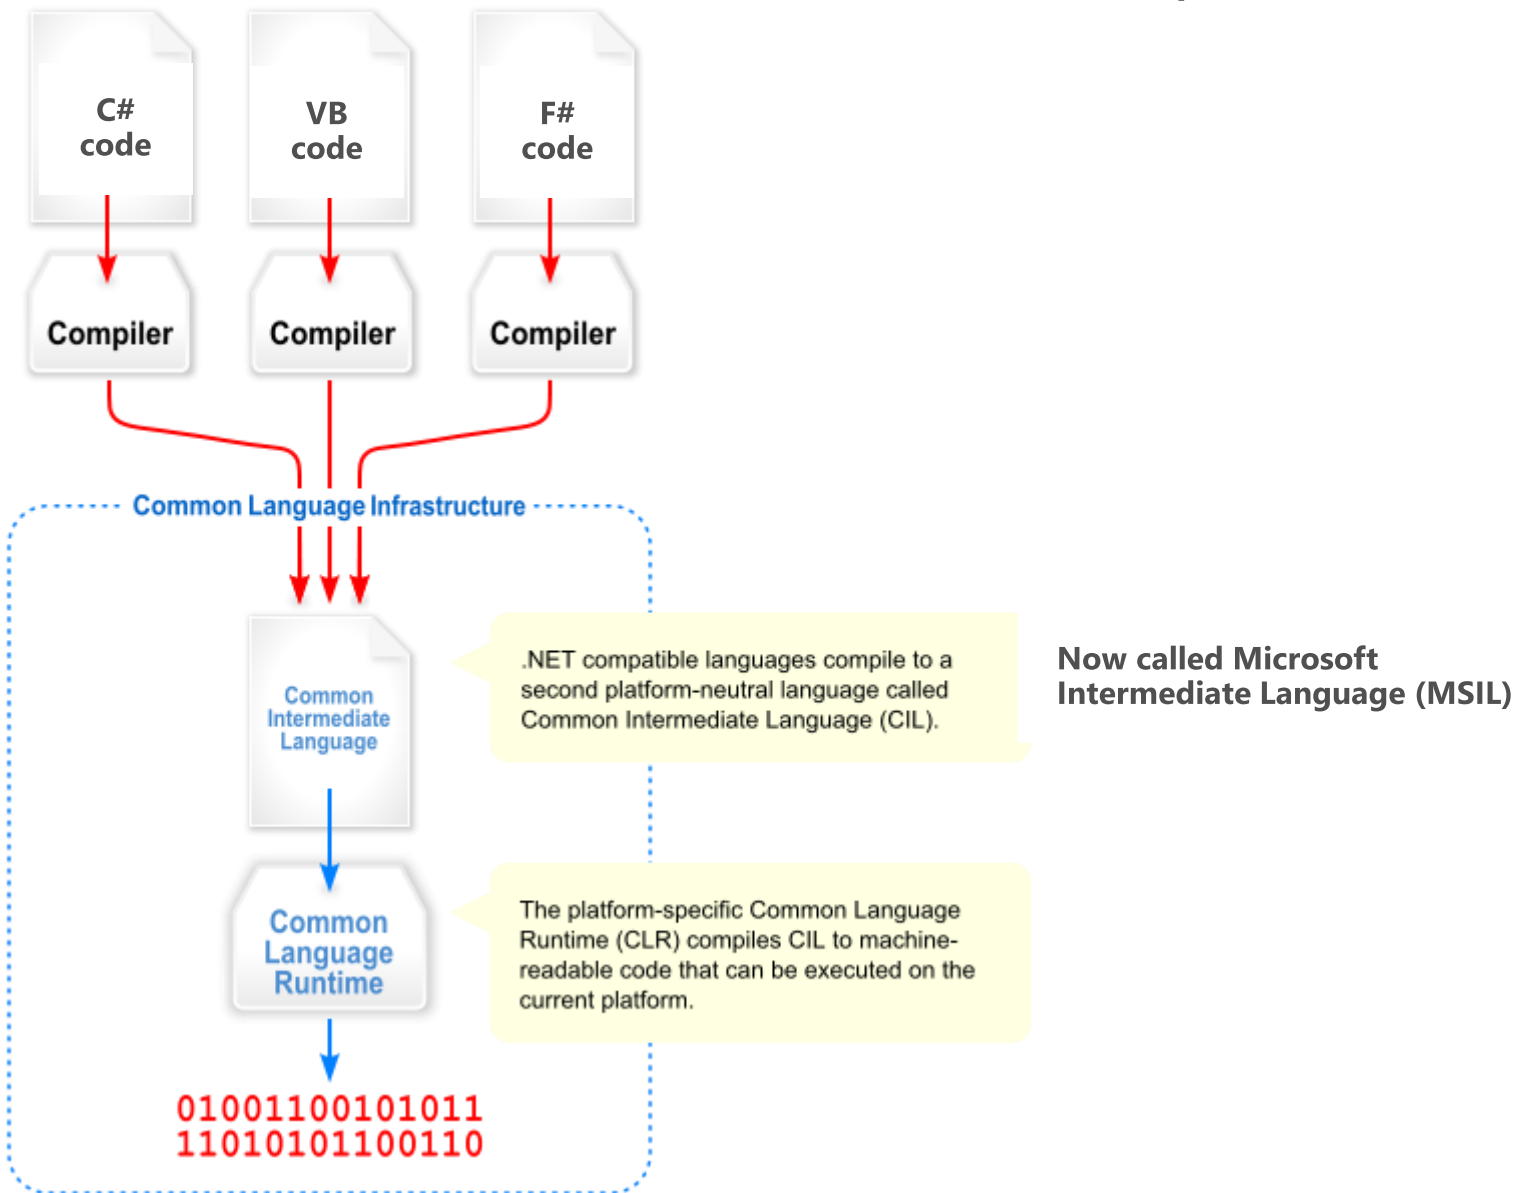 C#
code
VB
code
F#
code
Compiler
Compiler
Compiler
Common Language Infrastructure
Common
Intermediate
Language
.NET compatible languages compile to a
second platform-neutral language called
Common Intermediate Language (CIL).
Now called Microsoft
Intermediate Language (MSIL)
Common
Language
Runtime
The platform-specific Common Language
Runtime (CLR) compiles CIL to machine-
readable code that can be executed on the
current platform.
01001100101011
11010101100110